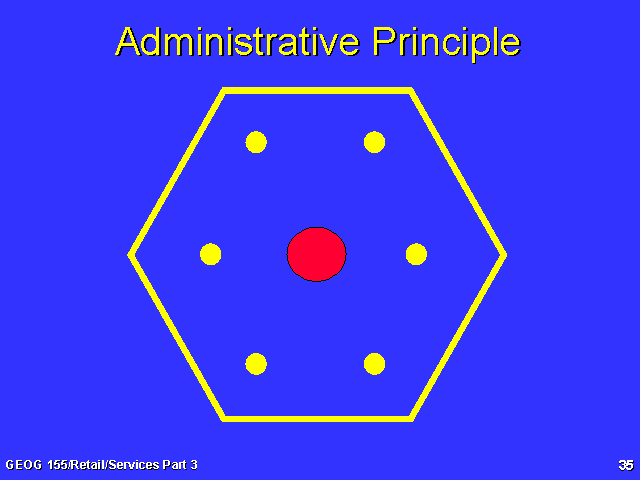 Administrative Principle
GEOG 155/Retail/Services Part 3
35